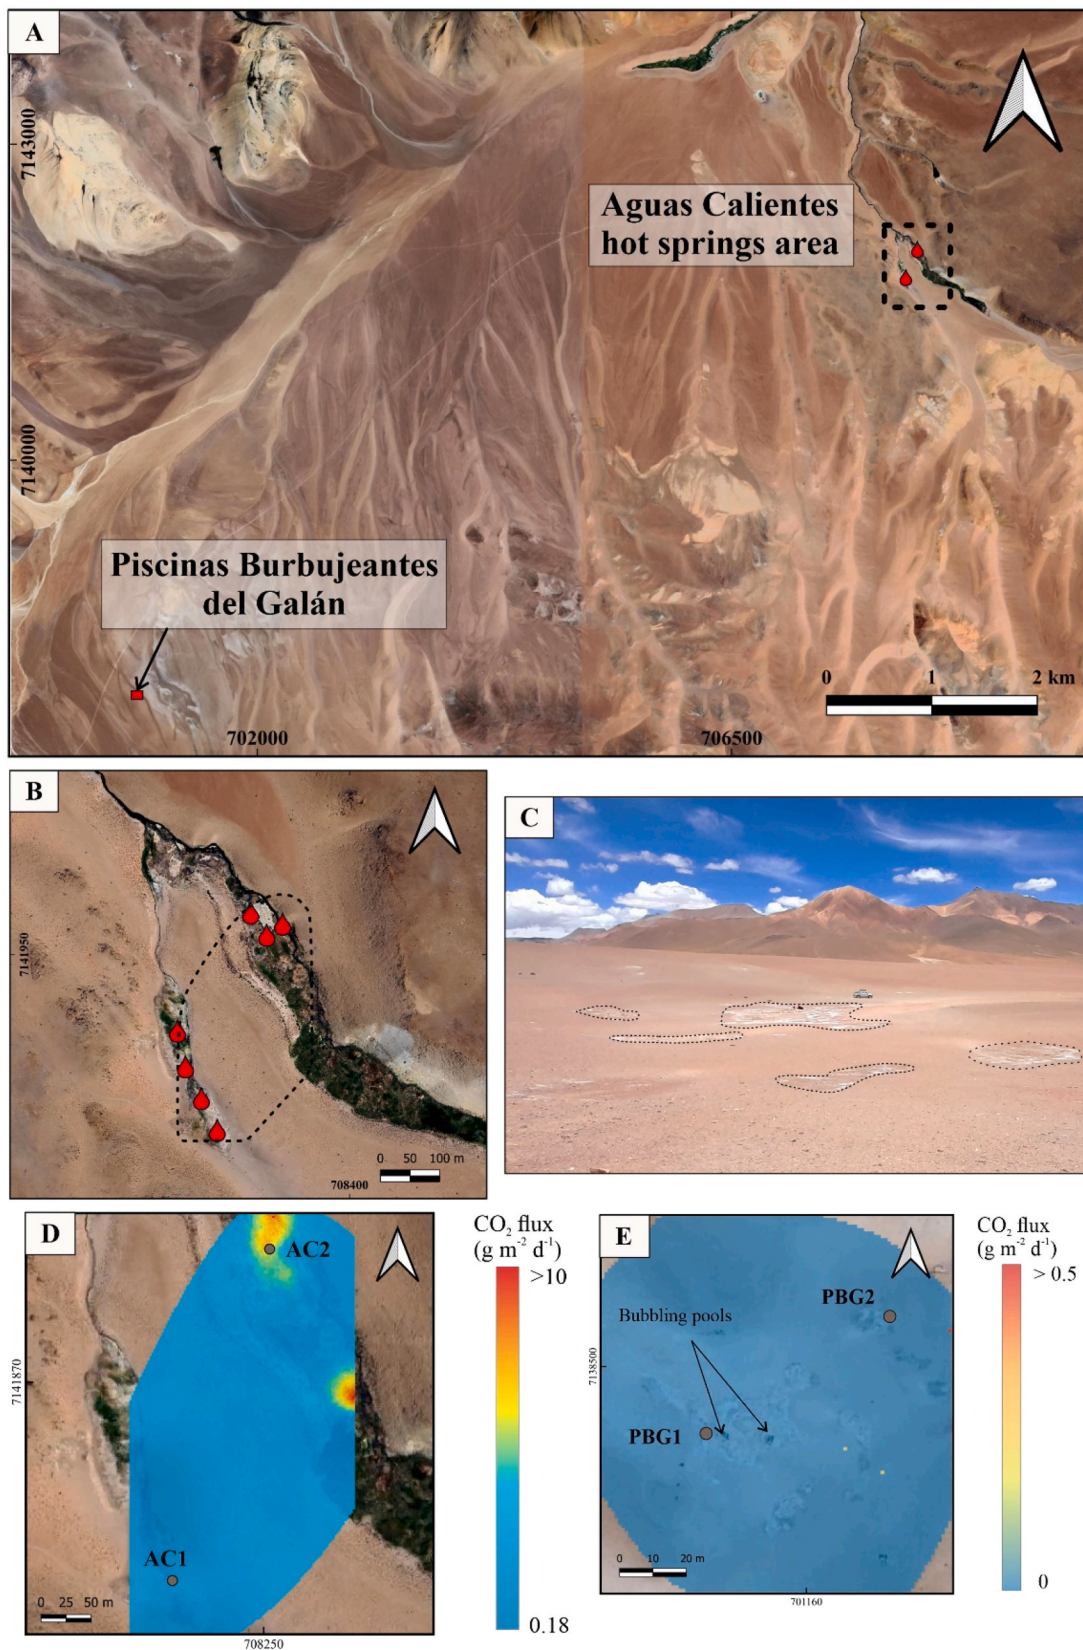 A
7143000
Aguas Calientes
hot springs area
7140000
Piscinas Burbujeantes
del Galán
0 1 2 km
702000
706500
B
7141950
0 50 100 m
708400
C
D
AC2
7141870
AC1
0 25 50 m
708250
CO₂ flux
(g m⁻² d⁻¹)
>10
0.18
E
PBG2
Bubbling pools
7138500
PBG1
0 10 20 m
701160
CO₂ flux
(g m⁻² d⁻¹)
> 0.5
0